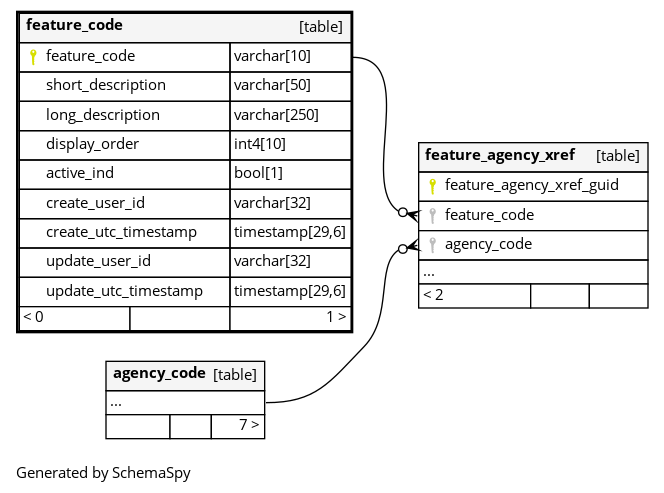 feature_code [table]
feature_code varchar[10]
short_description varchar[50]
long_description varchar[250]
display_order int4[10]
active_ind bool[1]
create_user_id varchar[32]
create_utc_timestamp timestamp[29,6]
update_user_id varchar[32]
update_utc_timestamp timestamp[29,6]
< 0 1 >
feature_agency_xref [table]
feature_agency_xref_guid
feature_code
agency_code
...
< 2
agency_code [table]
...
7 >
Generated by SchemaSpy